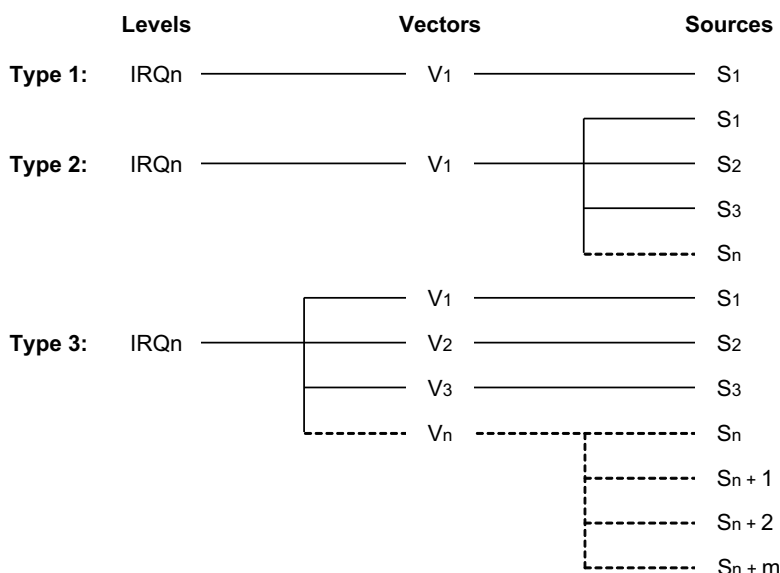 Levels Vectors Sources
Type 1: IRQn V1 S1
S1
Type 2: IRQn V1 S2
S3
Sn
V1 S1
Type 3: IRQn V2 S2
V3 S3
Vn Sn
Sn + 1
Sn + 2
Sn + m